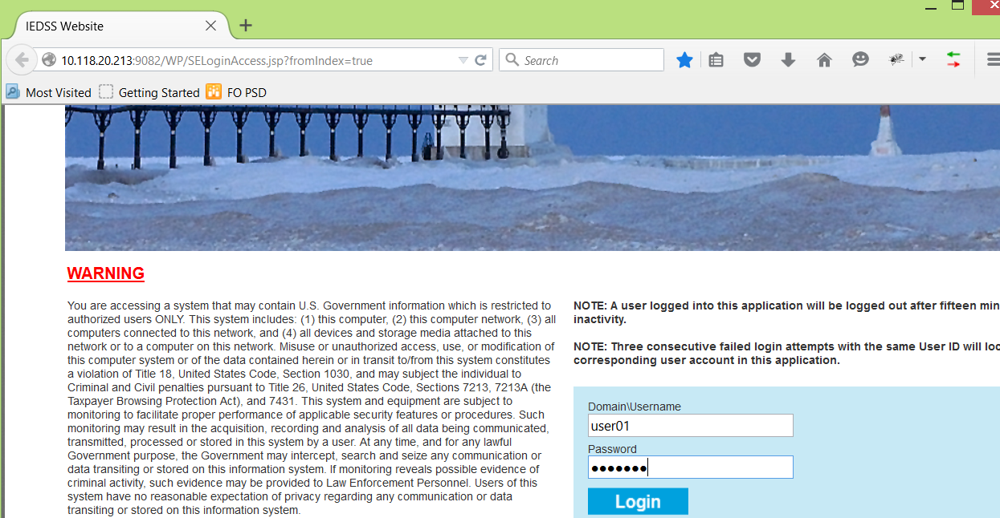 IEDSS Website
10.118.20.213:9082/WP/SELoginAccess.jsp?fromIndex=true
Search
Most Visited
Getting Started
FO PSD
WARNING
You are accessing a system that may contain U.S. Government information which is restricted to
authorized users ONLY. This system includes: (1) this computer, (2) this computer network, (3) all
computers connected to this network, and (4) all devices and storage media attached to this
network or to a computer on this network. Misuse or unauthorized access, use, or modification of
this computer system or of the data contained herein or in transit to/from this system constitutes
a violation of Title 18, United States Code, Section 1030, and may subject the individual to
Criminal and Civil penalties pursuant to Title 26, United States Code, Sections 7213, 7213A (the
Taxpayer Browsing Protection Act), and 7431. This system and equipment are subject to
monitoring to facilitate proper performance of applicable security features or procedures. Such
monitoring may result in the acquisition, recording and analysis of all data being communicated,
transmitted, processed or stored in this system by a user. At any time, and for any lawful
Government purpose, the Government may intercept, search and seize any communication or
data transiting or stored on this information system. If monitoring reveals possible evidence of
criminal activity, such evidence may be provided to Law Enforcement Personnel. Users of this
system have no reasonable expectation of privacy regarding any communication or data
transiting or stored on this information system.
NOTE: A user logged into this application will be logged out after fifteen min
inactivity.
NOTE: Three consecutive failed login attempts with the same User ID will loc
corresponding user account in this application.
Domain\Username
user01
Password
●●●●●●●
Login